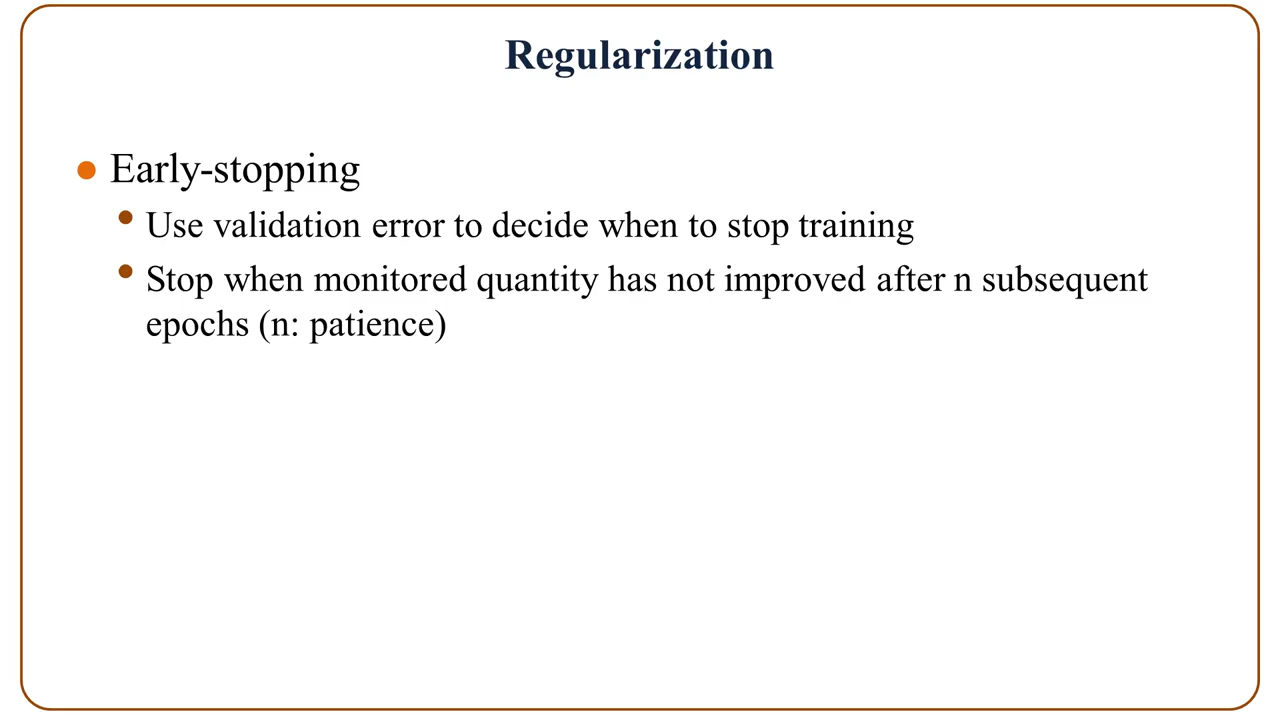 Regularization
Early-stopping
Use validation error to decide when to stop training
Stop when monitored quantity has not improved after n subsequent
epochs (n: patience)